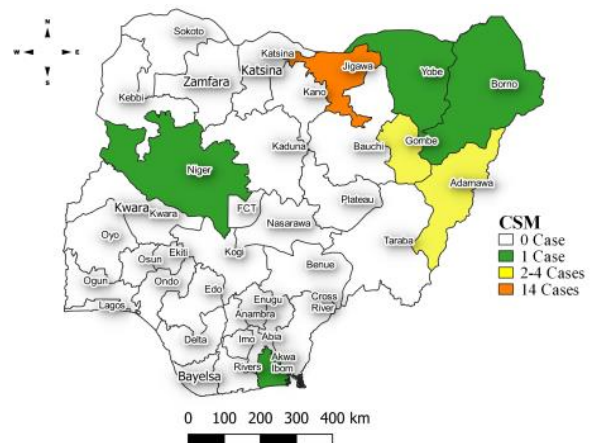 N
W E
S
Sokoto
Katsina
Zamfara Katsina
Jigawa
Yobe
Borno
Kebbi
Kano
Kaduna
Bauchi
Gombe
Niger
Adamawa
Kwara
Kwara
FCT
Plateau
Nasarawa
Oyo
Taraba
CSM
0 Case
1 Case
2-4 Cases
14 Cases
Osun
Ekiti
Kogi
Benue
Ogun
Ondo
Edo
Lagos
Enugu
Cross
River
Anambra
Delta
Imo
Abia
Bayelsa
Rivers
Akwa
Ibom
0 100 200 300 400 km